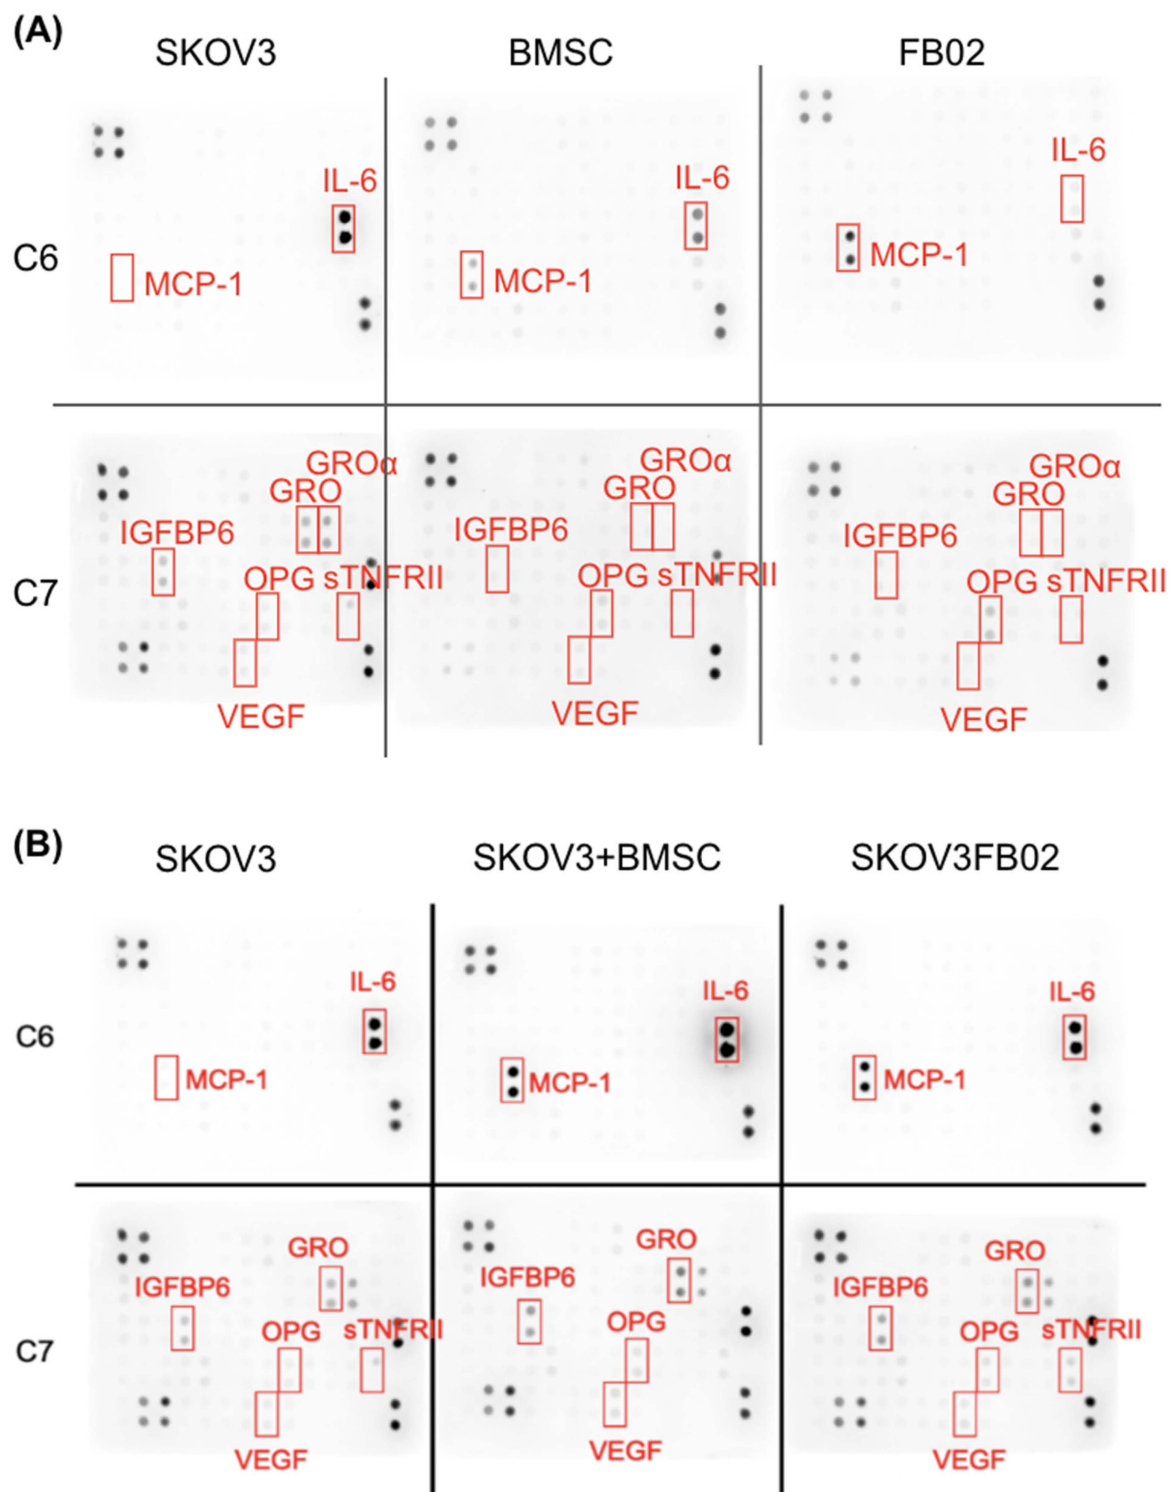 (A)
SKOV3 BMSC FB02
C6
IL-6
MCP-1
IL-6
MCP-1
IL-6
MCP-1
C7
GROα
GRO
IGFBP6
OPG sTNFRII
VEGF
GROα
GRO
IGFBP6
OPG sTNFRII
VEGF
GROα
GRO
IGFBP6
OPG sTNFRII
VEGF
(B)
SKOV3 SKOV3+BMSC SKOV3FB02
C6
IL-6
MCP-1
IL-6
MCP-1
IL-6
MCP-1
C7
GRO
IGFBP6
OPG sTNFRII
VEGF
GRO
IGFBP6
OPG
VEGF
GRO
IGFBP6
OPG sTNFRII
VEGF